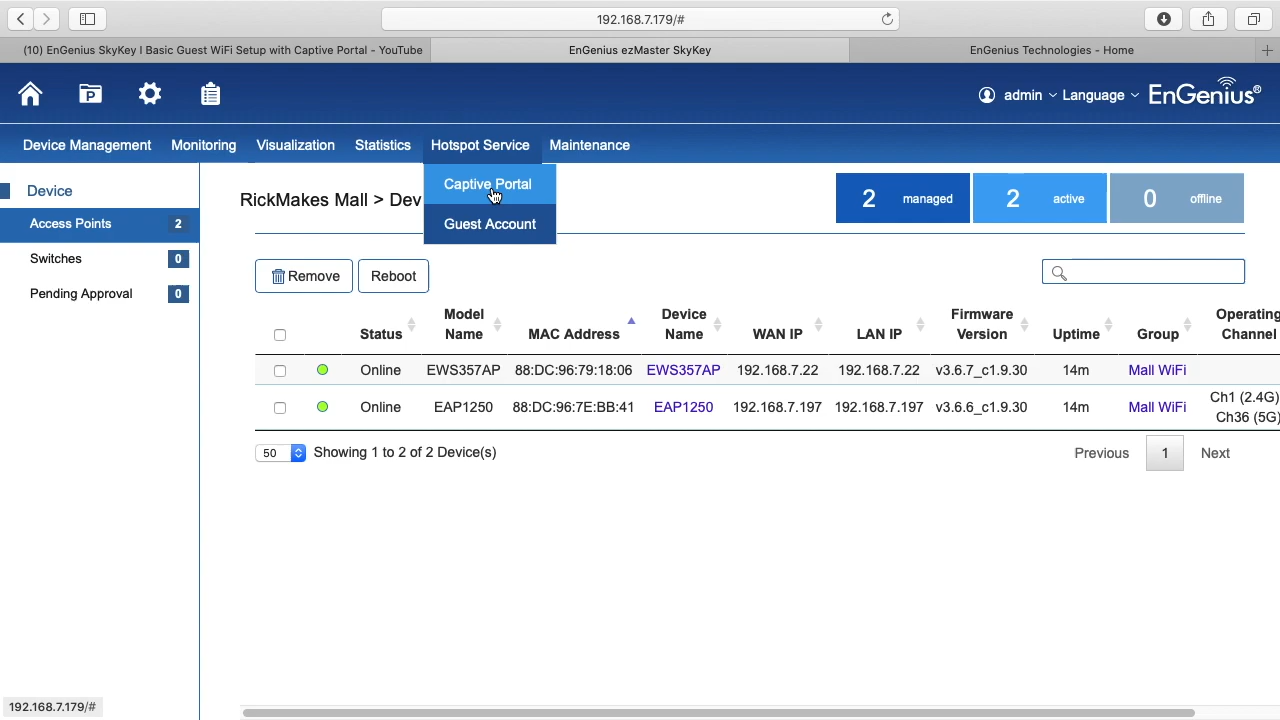 192.168.7.179/#
(10) EnGenius SkyKey I Basic Guest WiFi Setup with Captive Portal - YouTube
EnGenius ezMaster SkyKey
EnGenius Technologies - Home
admin
Language
EnGenius®
Device Management
Monitoring
Visualization
Statistics
Hotspot Service
Maintenance
Captive Portal
Guest Account
Device
Access Points 2
Switches 0
Pending Approval 0
RickMakes Mall > Dev
2 managed
2 active
0 offline
Remove
Reboot
Status Model Name MAC Address Device Name WAN IP LAN IP Firmware Version Uptime Group Operating Channel
Online EWS357AP 88:DC:96:79:18:06 EWS357AP 192.168.7.22 192.168.7.22 v3.6.7_c1.9.30 14m Mall WiFi
Online EAP1250 88:DC:96:7E:BB:41 EAP1250 192.168.7.197 192.168.7.197 v3.6.6_c1.9.30 14m Mall WiFi Ch1 (2.4G) Ch36 (5G)
50 Showing 1 to 2 of 2 Device(s)
Previous 1 Next
192.168.7.179/#